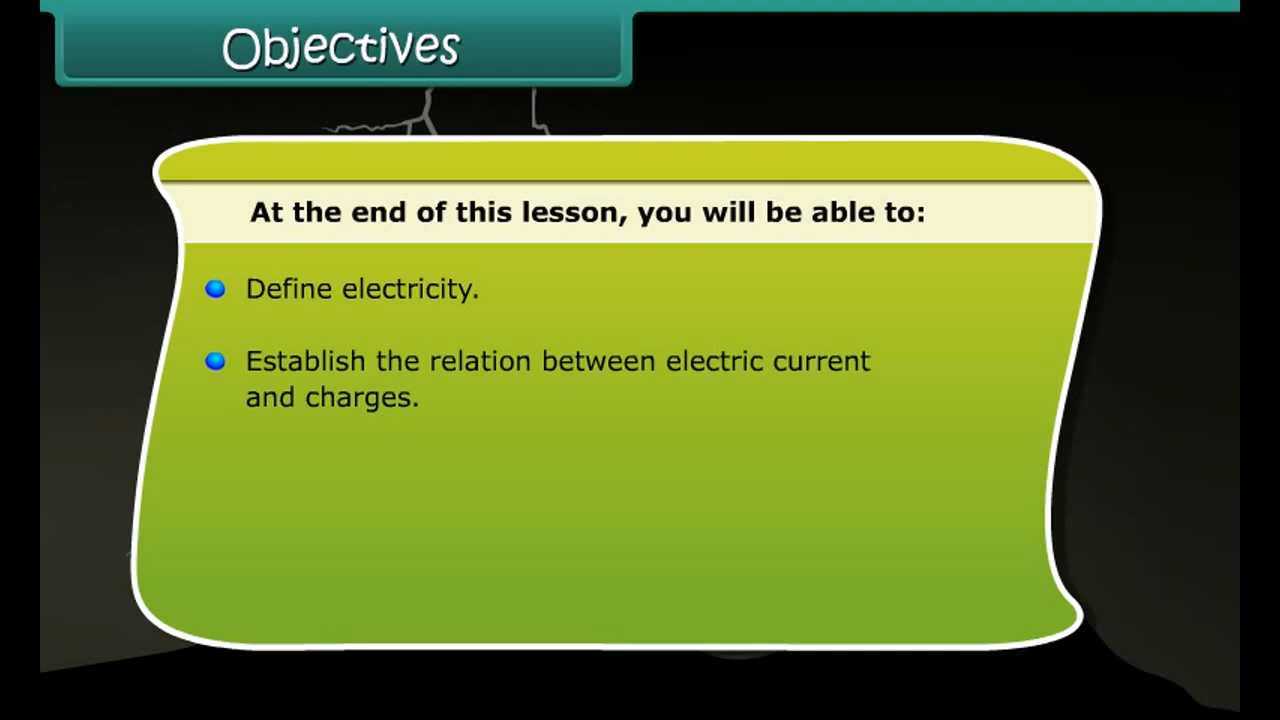 Objectives
At the end of this lesson, you will be able to:
Define electricity.
Establish the relation between electric current
and charges.